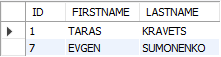 ID FIRSTNAME LASTNAME
1 TARAS KRAVETS
7 EVGEN SUMONENKO